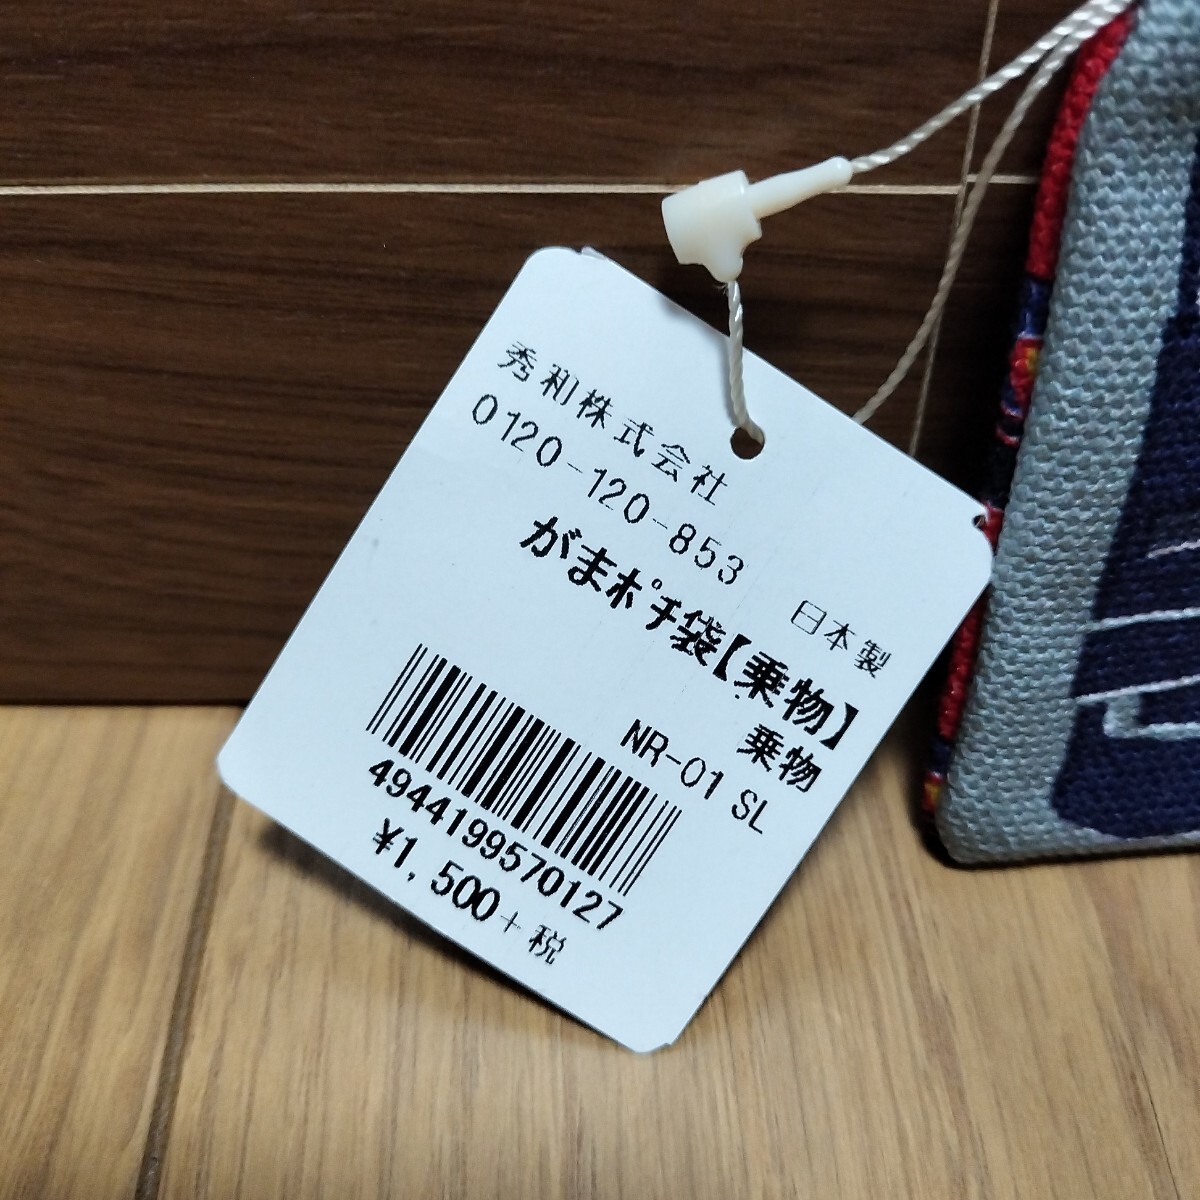 秀和株式会社
0120-120-853
日本製
がまポチ袋【乗物】
乗物
NR-01 SL
4944199570127
¥1,500+税